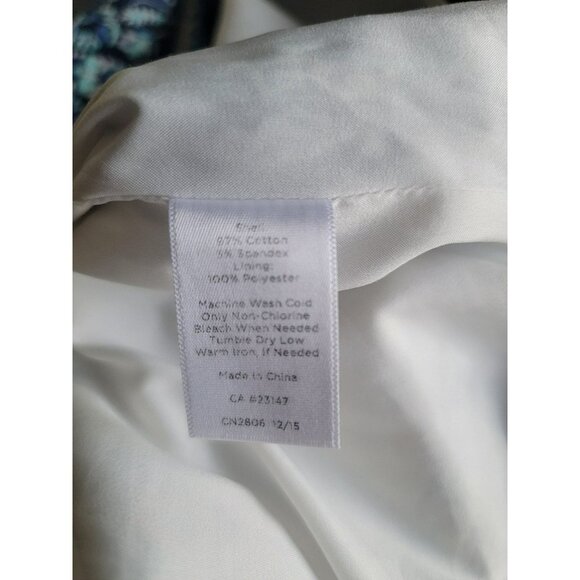 Shell
97% Cotton
3% Spandex
Lining:
100% Polyester
Machine Wash Cold
Only Non-Chlorine
Bleach When Needed
Tumble Dry Low
Warm Iron, If Needed
Made In China
CA #23147
CN2606 12/15